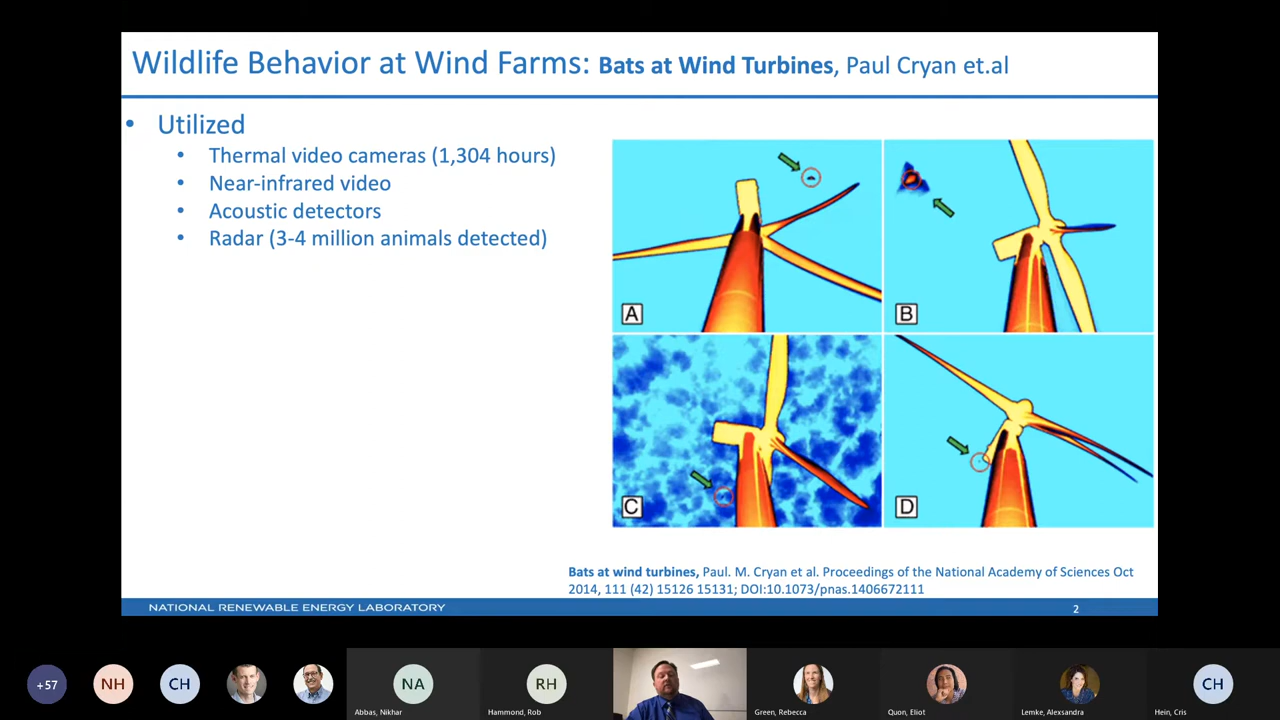 Wildlife Behavior at Wind Farms: Bats at Wind Turbines, Paul Cryan et.al
• Utilized
• Thermal video cameras (1,304 hours)
• Near-infrared video
• Acoustic detectors
• Radar (3-4 million animals detected)
A
B
C
D
Bats at wind turbines, Paul. M. Cryan et al. Proceedings of the National Academy of Sciences Oct
2014, 111 (42) 15126 15131; DOI:10.1073/pnas.1406672111
NATIONAL RENEWABLE ENERGY LABORATORY
2
+57
NH
CH
NA
RH
CH
Abbas, Nikhar
Hammond, Rob
Green, Rebecca
Quon, Eliot
Lemke, Alexsandra
Hein, Cris